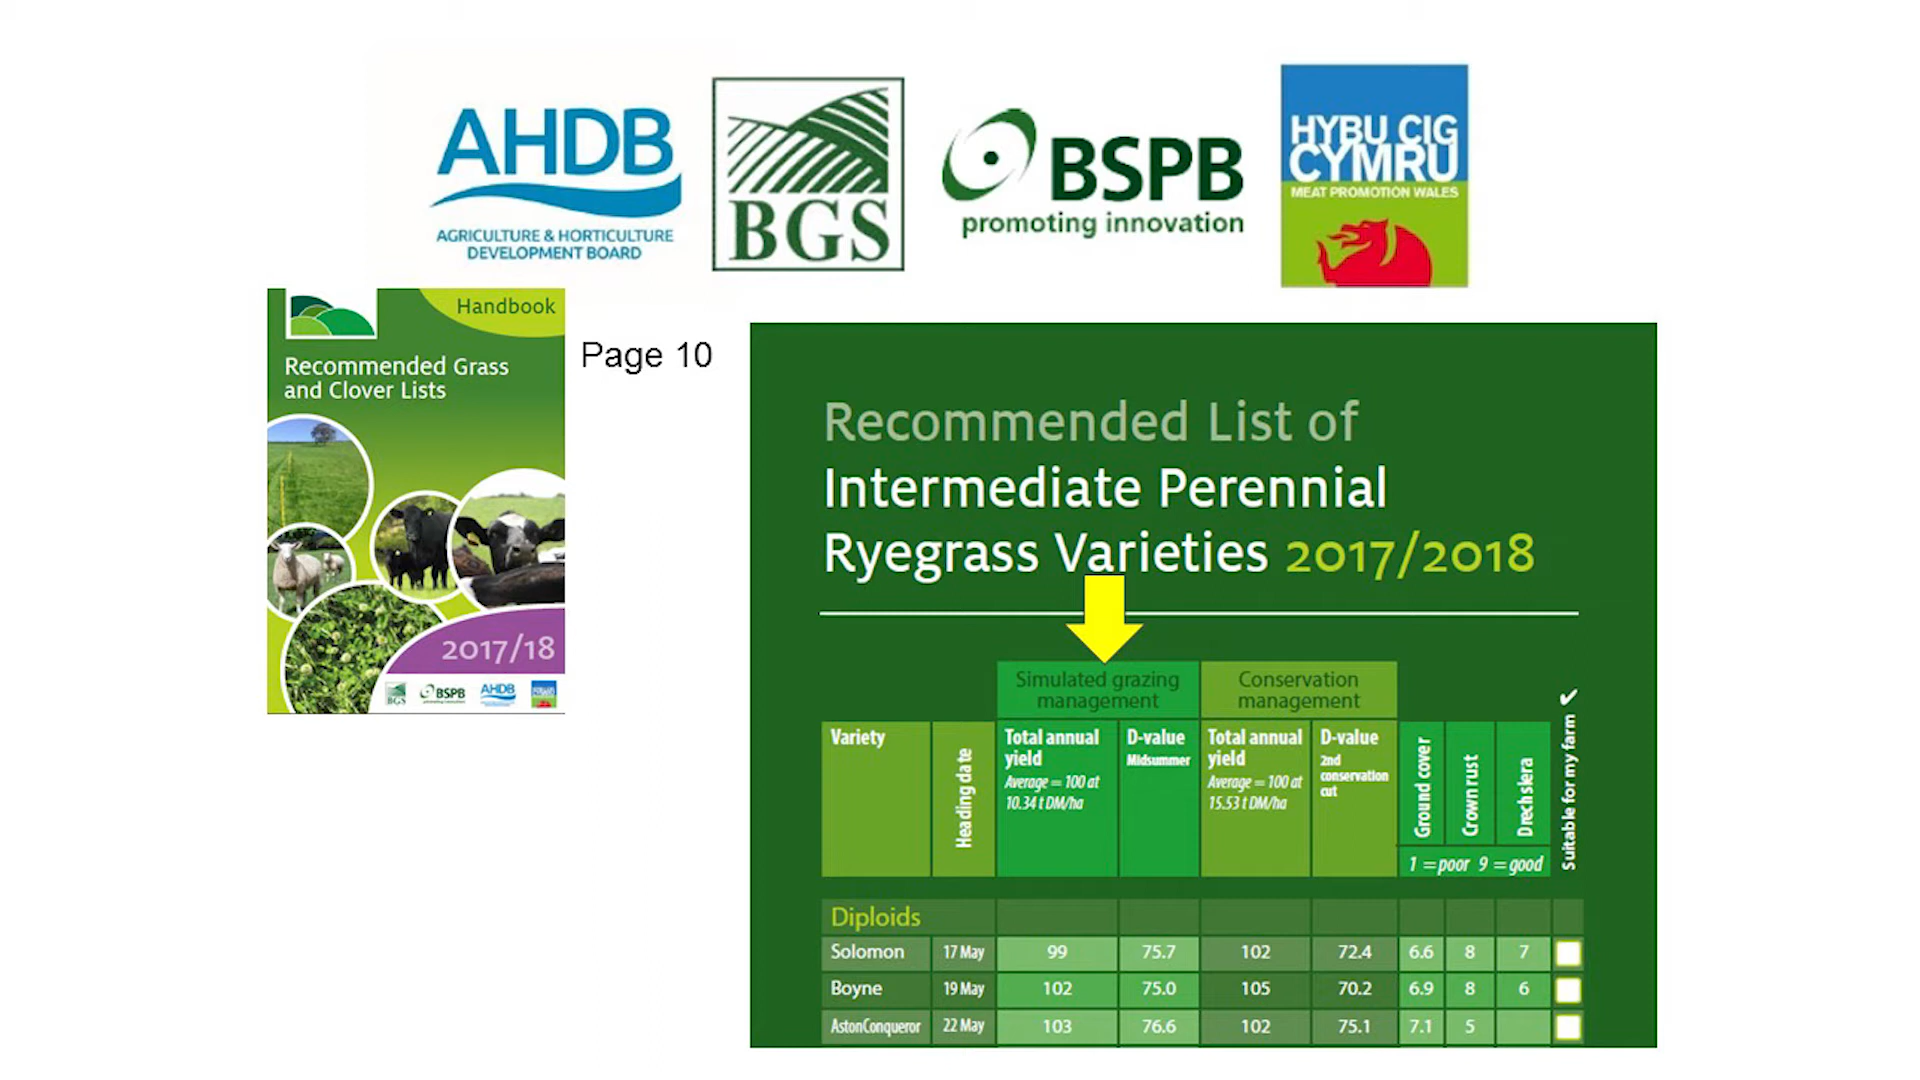 AHDB
AGRICULTURE & HORTICULTURE
DEVELOPMENT BOARD
BGS
BSPB
promoting innovation
HYBU CIG
CYMRU
MEAT PROMOTION WALES
Handbook
Recommended Grass
and Clover Lists
2017/18
BGS
BSPB
AHDB
Page 10
Recommended List of
Intermediate Perennial
Ryegrass Varieties 2017/2018
Simulated grazing
management
Conservation
management
Variety
Heading date
Total annual
yield
Average = 100 at
10.34 t DM/ha
D-value
Midsummer
Total annual
yield
Average = 100 at
15.53 t DM/ha
D-value
2nd
conservation
cut
Ground cover
Crown rust
Drechslera
1 = poor 9 = good
Suitable for my farm ✔
Diploids
Solomon 17 May 99 75.7 102 72.4 6.6 8 7
Boyne 19 May 102 75.0 105 70.2 6.9 8 6
AstonConqueror 22 May 103 76.6 102 75.1 7.1 5